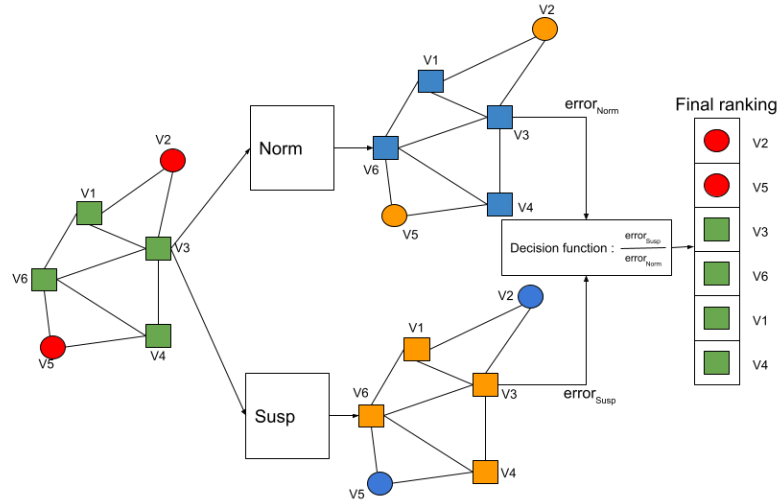 V2
V1
V3
V6
V4
V5
Norm
Susp
V2
V1
V3
V6
V4
V5
error_Norm
V2
V1
V3
V6
V4
V5
error_Susp
Decision function : error_Susp / error_Norm
Final ranking
V2
V5
V3
V6
V1
V4